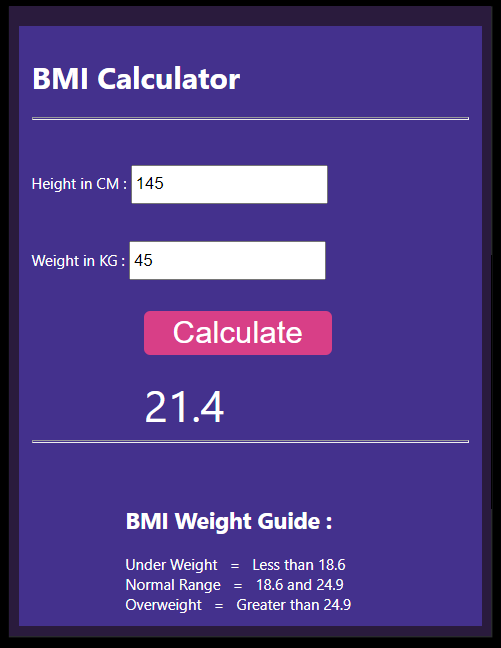 BMI Calculator
Height in CM : 145
Weight in KG : 45
Calculate
21.4
BMI Weight Guide :
Under Weight = Less than 18.6
Normal Range = 18.6 and 24.9
Overweight = Greater than 24.9